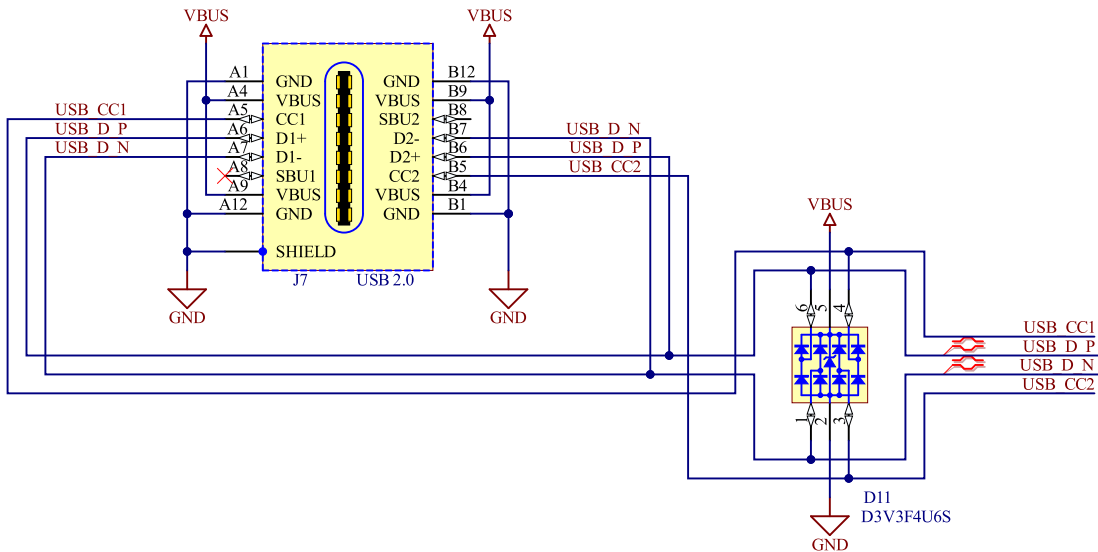 VBUS VBUS
A1 GND GND B12
A4 VBUS VBUS B9
USB_CC1 A5 CC1 SBU2 B8
USB_D_P A6 D1+ D2- B7 USB_D_N
USB_D_N A7 D1- D2+ B6 USB_D_P
A8 SBU1 CC2 B5 USB_CC2
A9 VBUS VBUS B4
A12 GND GND B1
VBUS
SHIELD
J7 USB 2.0
GND GND
6 5 4
USB_CC1
USB_D_P
USB_D_N
USB_CC2
1 2 3
D11
D3V3F4U6S
GND